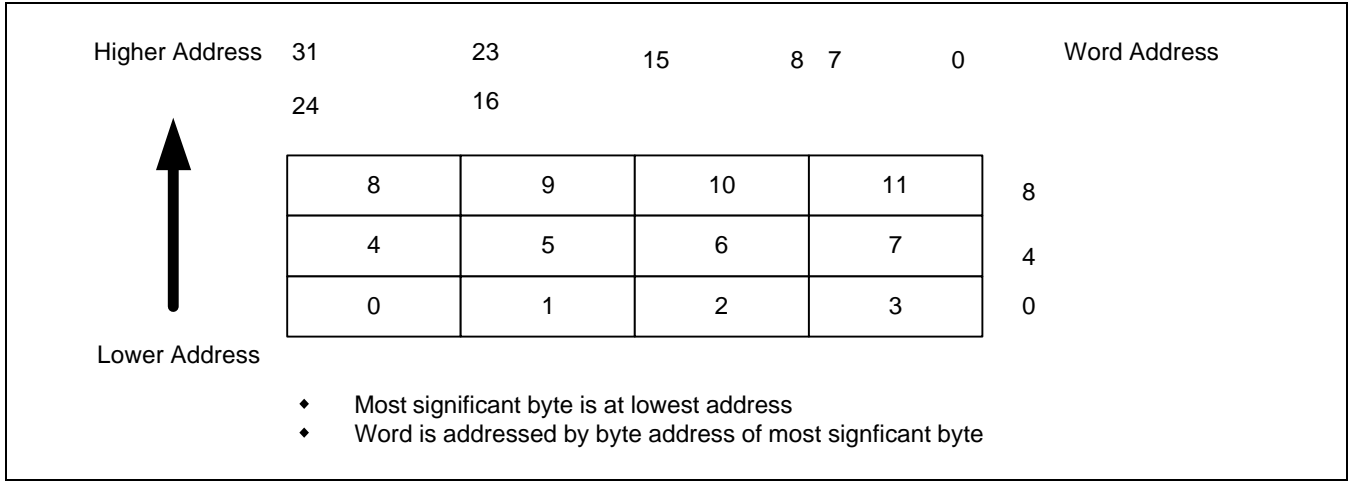 Higher Address 31 23 15 8 7 0 Word Address
24 16
8 9 10 11 8
4 5 6 7 4
0 1 2 3 0
Lower Address
◆ Most significant byte is at lowest address
◆ Word is addressed by byte address of most signficant byte